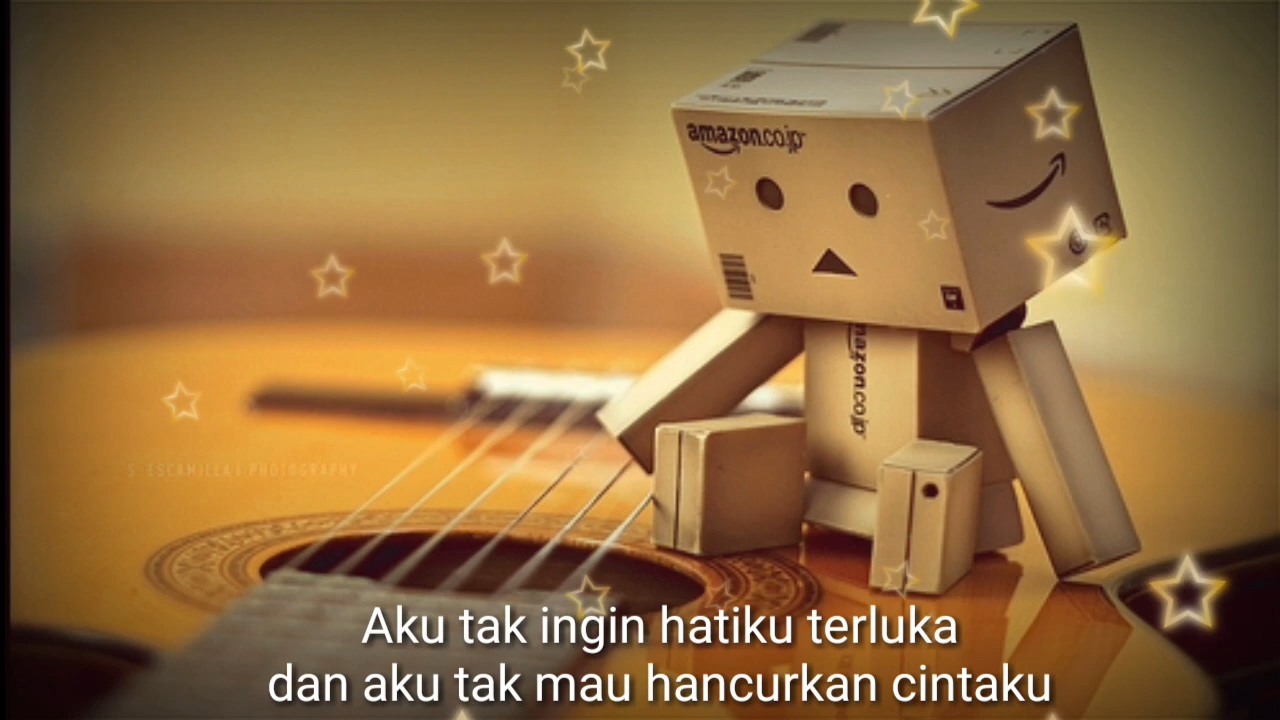 amazon.co.jp
amazon.co.jp
S ESCAMILLA | PHOTOGRAPHY
Aku tak ingin hatiku terluka
dan aku tak mau hancurkan cintaku